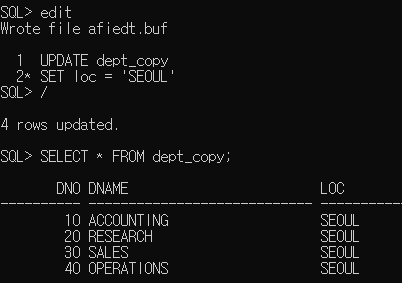 SQL> edit
Wrote file afiedt.buf
1 UPDATE dept_copy
2* SET loc = 'SEOUL'
SQL> /
4 rows updated.
SQL> SELECT * FROM dept_copy;
DNO DNAME LOC
---------- ---------------------------- -----------
10 ACCOUNTING SEOUL
20 RESEARCH SEOUL
30 SALES SEOUL
40 OPERATIONS SEOUL